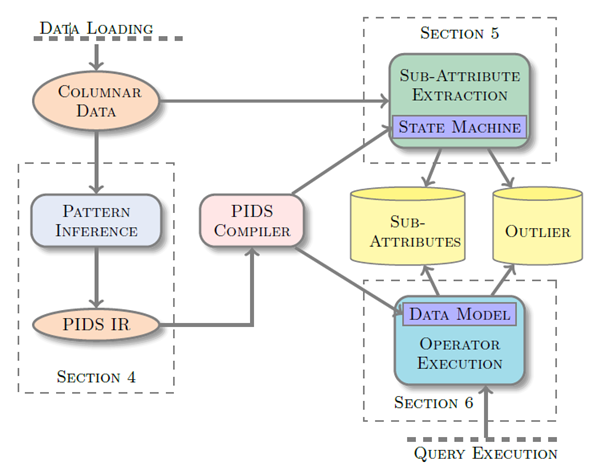 Data Loading
Section 5
Columnar
Data
Sub-Attribute
Extraction
State Machine
Pattern
Inference
PIDS
Compiler
Sub-
Attributes
Outlier
PIDS IR
Data Model
Operator
Execution
Section 4
Section 6
Query Execution